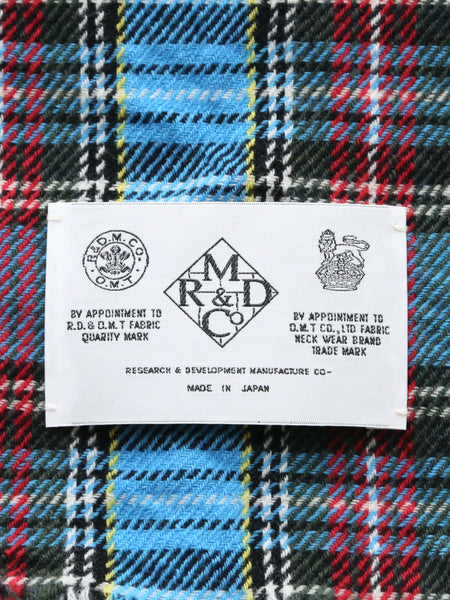 R.&D.M.CO.
O.M.T
M
R & D
Co
BY APPOINTMENT TO
R.D. & O.M.T FABRIC
QUARITY MARK
BY APPOINTMENT TO
O.M.T CO., LTD FABRIC
NECK WEAR BRAND
TRADE MARK
RESEARCH & DEVELOPMENT MANUFACTURE CO-
MADE IN JAPAN